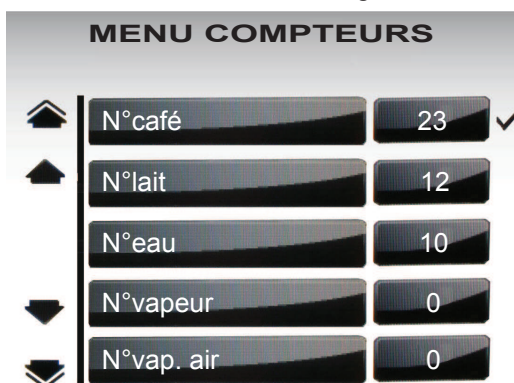 MENU COMPTEURS
N°café 23
N°lait 12
N°eau 10
N°vapeur 0
N°vap. air 0